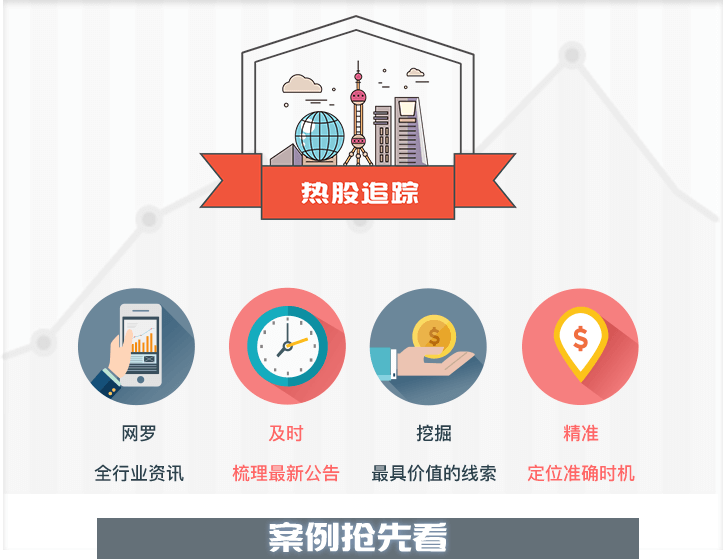 热股追踪
网罗
及时
挖掘
精准
全行业资讯
梳理最新公告
最具价值的线索
定位准确时机
案例抢先看